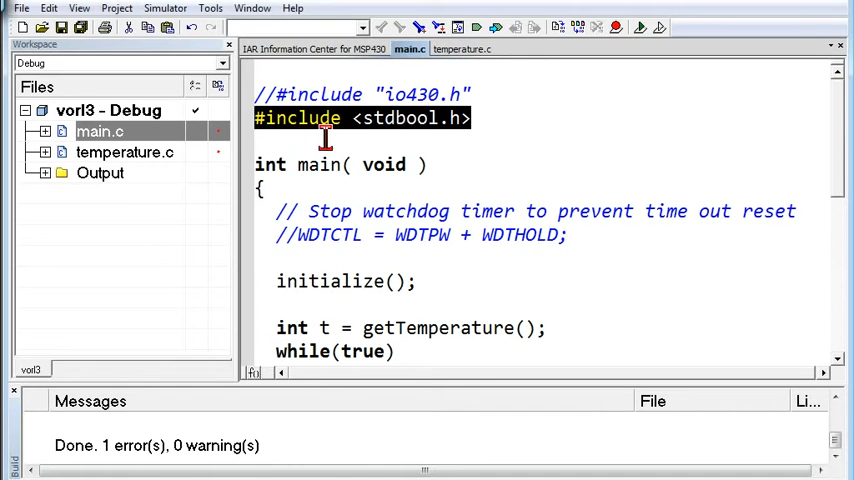 File Edit View Project Simulator Tools Window Help
Workspace
Debug
Files
vorl3 - Debug
main.c
temperature.c
Output
vorl3
IAR Information Center for MSP430 main.c temperature.c
//#include "io430.h"
#include <stdbool.h>
int main( void )
{
// Stop watchdog timer to prevent time out reset
//WDTCTL = WDTPW + WDTHOLD;
initialize();
int t = getTemperature();
while(true)
f()
Messages File Li...
Done. 1 error(s), 0 warning(s)
Build